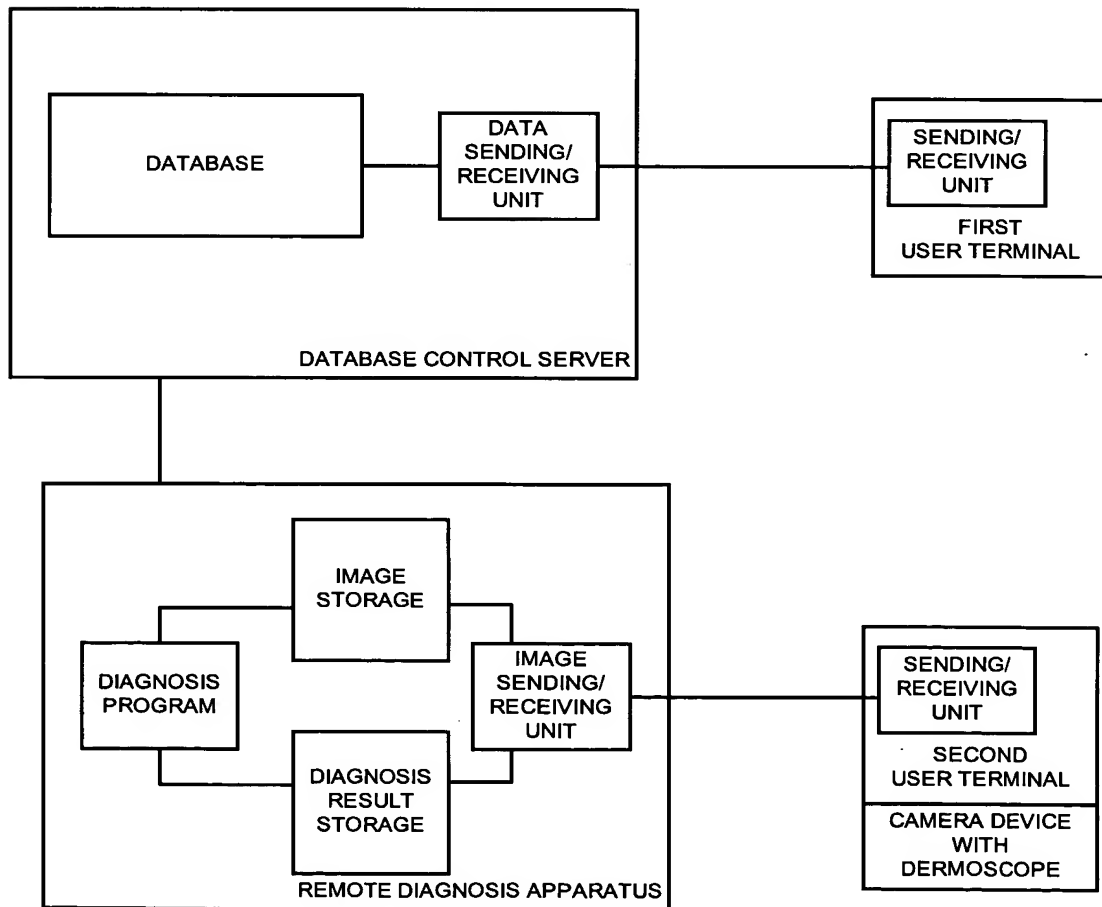 DATABASE
DATA
SENDING/
RECEIVING
UNIT
SENDING/
RECEIVING
UNIT
FIRST
USER TERMINAL
DATABASE CONTROL SERVER
IMAGE
STORAGE
DIAGNOSIS
PROGRAM
IMAGE
SENDING/
RECEIVING
UNIT
DIAGNOSIS
RESULT
STORAGE
REMOTE DIAGNOSIS APPARATUS
SENDING/
RECEIVING
UNIT
SECOND
USER TERMINAL
CAMERA DEVICE
WITH
DERMOSCOPE